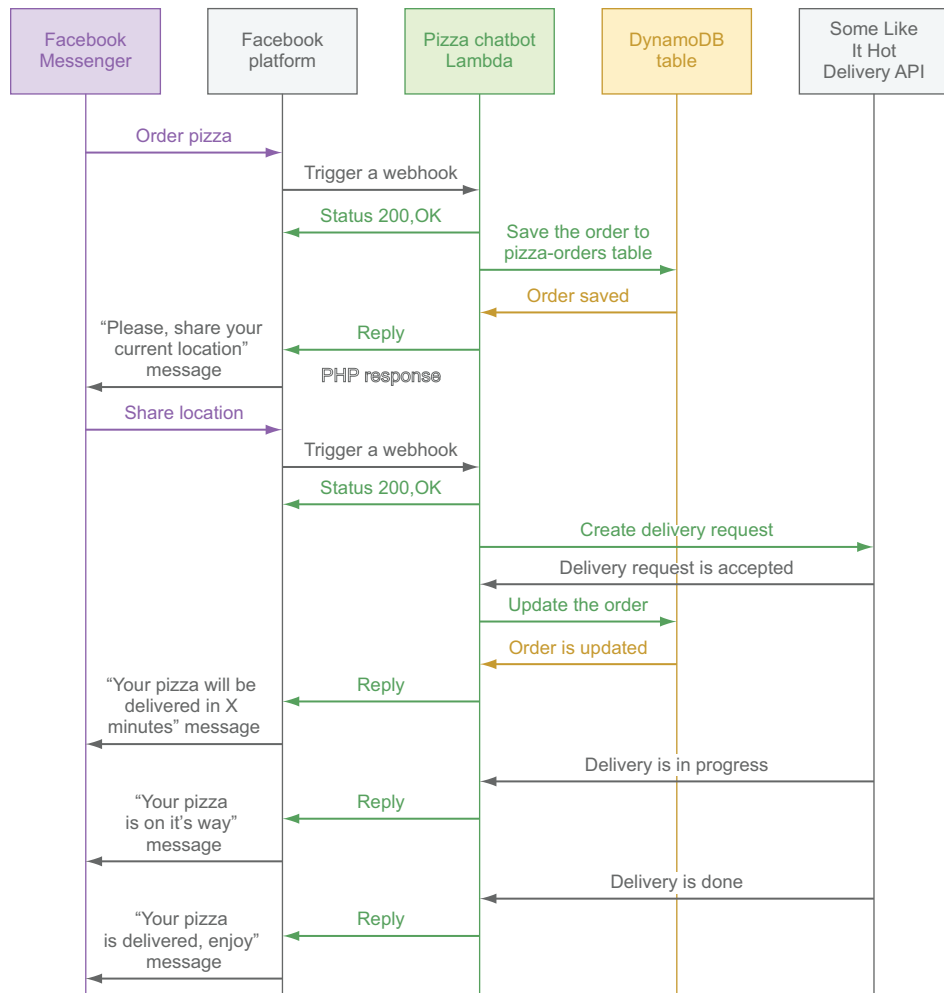 Facebook
Messenger
Facebook
platform
Pizza chatbot
Lambda
DynamoDB
table
Some Like
It Hot
Delivery API
Order pizza
Trigger a webhook
Status 200,OK
Save the order to
pizza-orders table
Order saved
Reply
“Please, share your
current location”
message
PHP response
Share location
Trigger a webhook
Status 200,OK
Create delivery request
Delivery request is accepted
Update the order
Order is updated
Reply
“Your pizza will be
delivered in X
minutes” message
Delivery is in progress
Reply
“Your pizza
is on it’s way”
message
Delivery is done
Reply
“Your pizza
is delivered, enjoy”
message